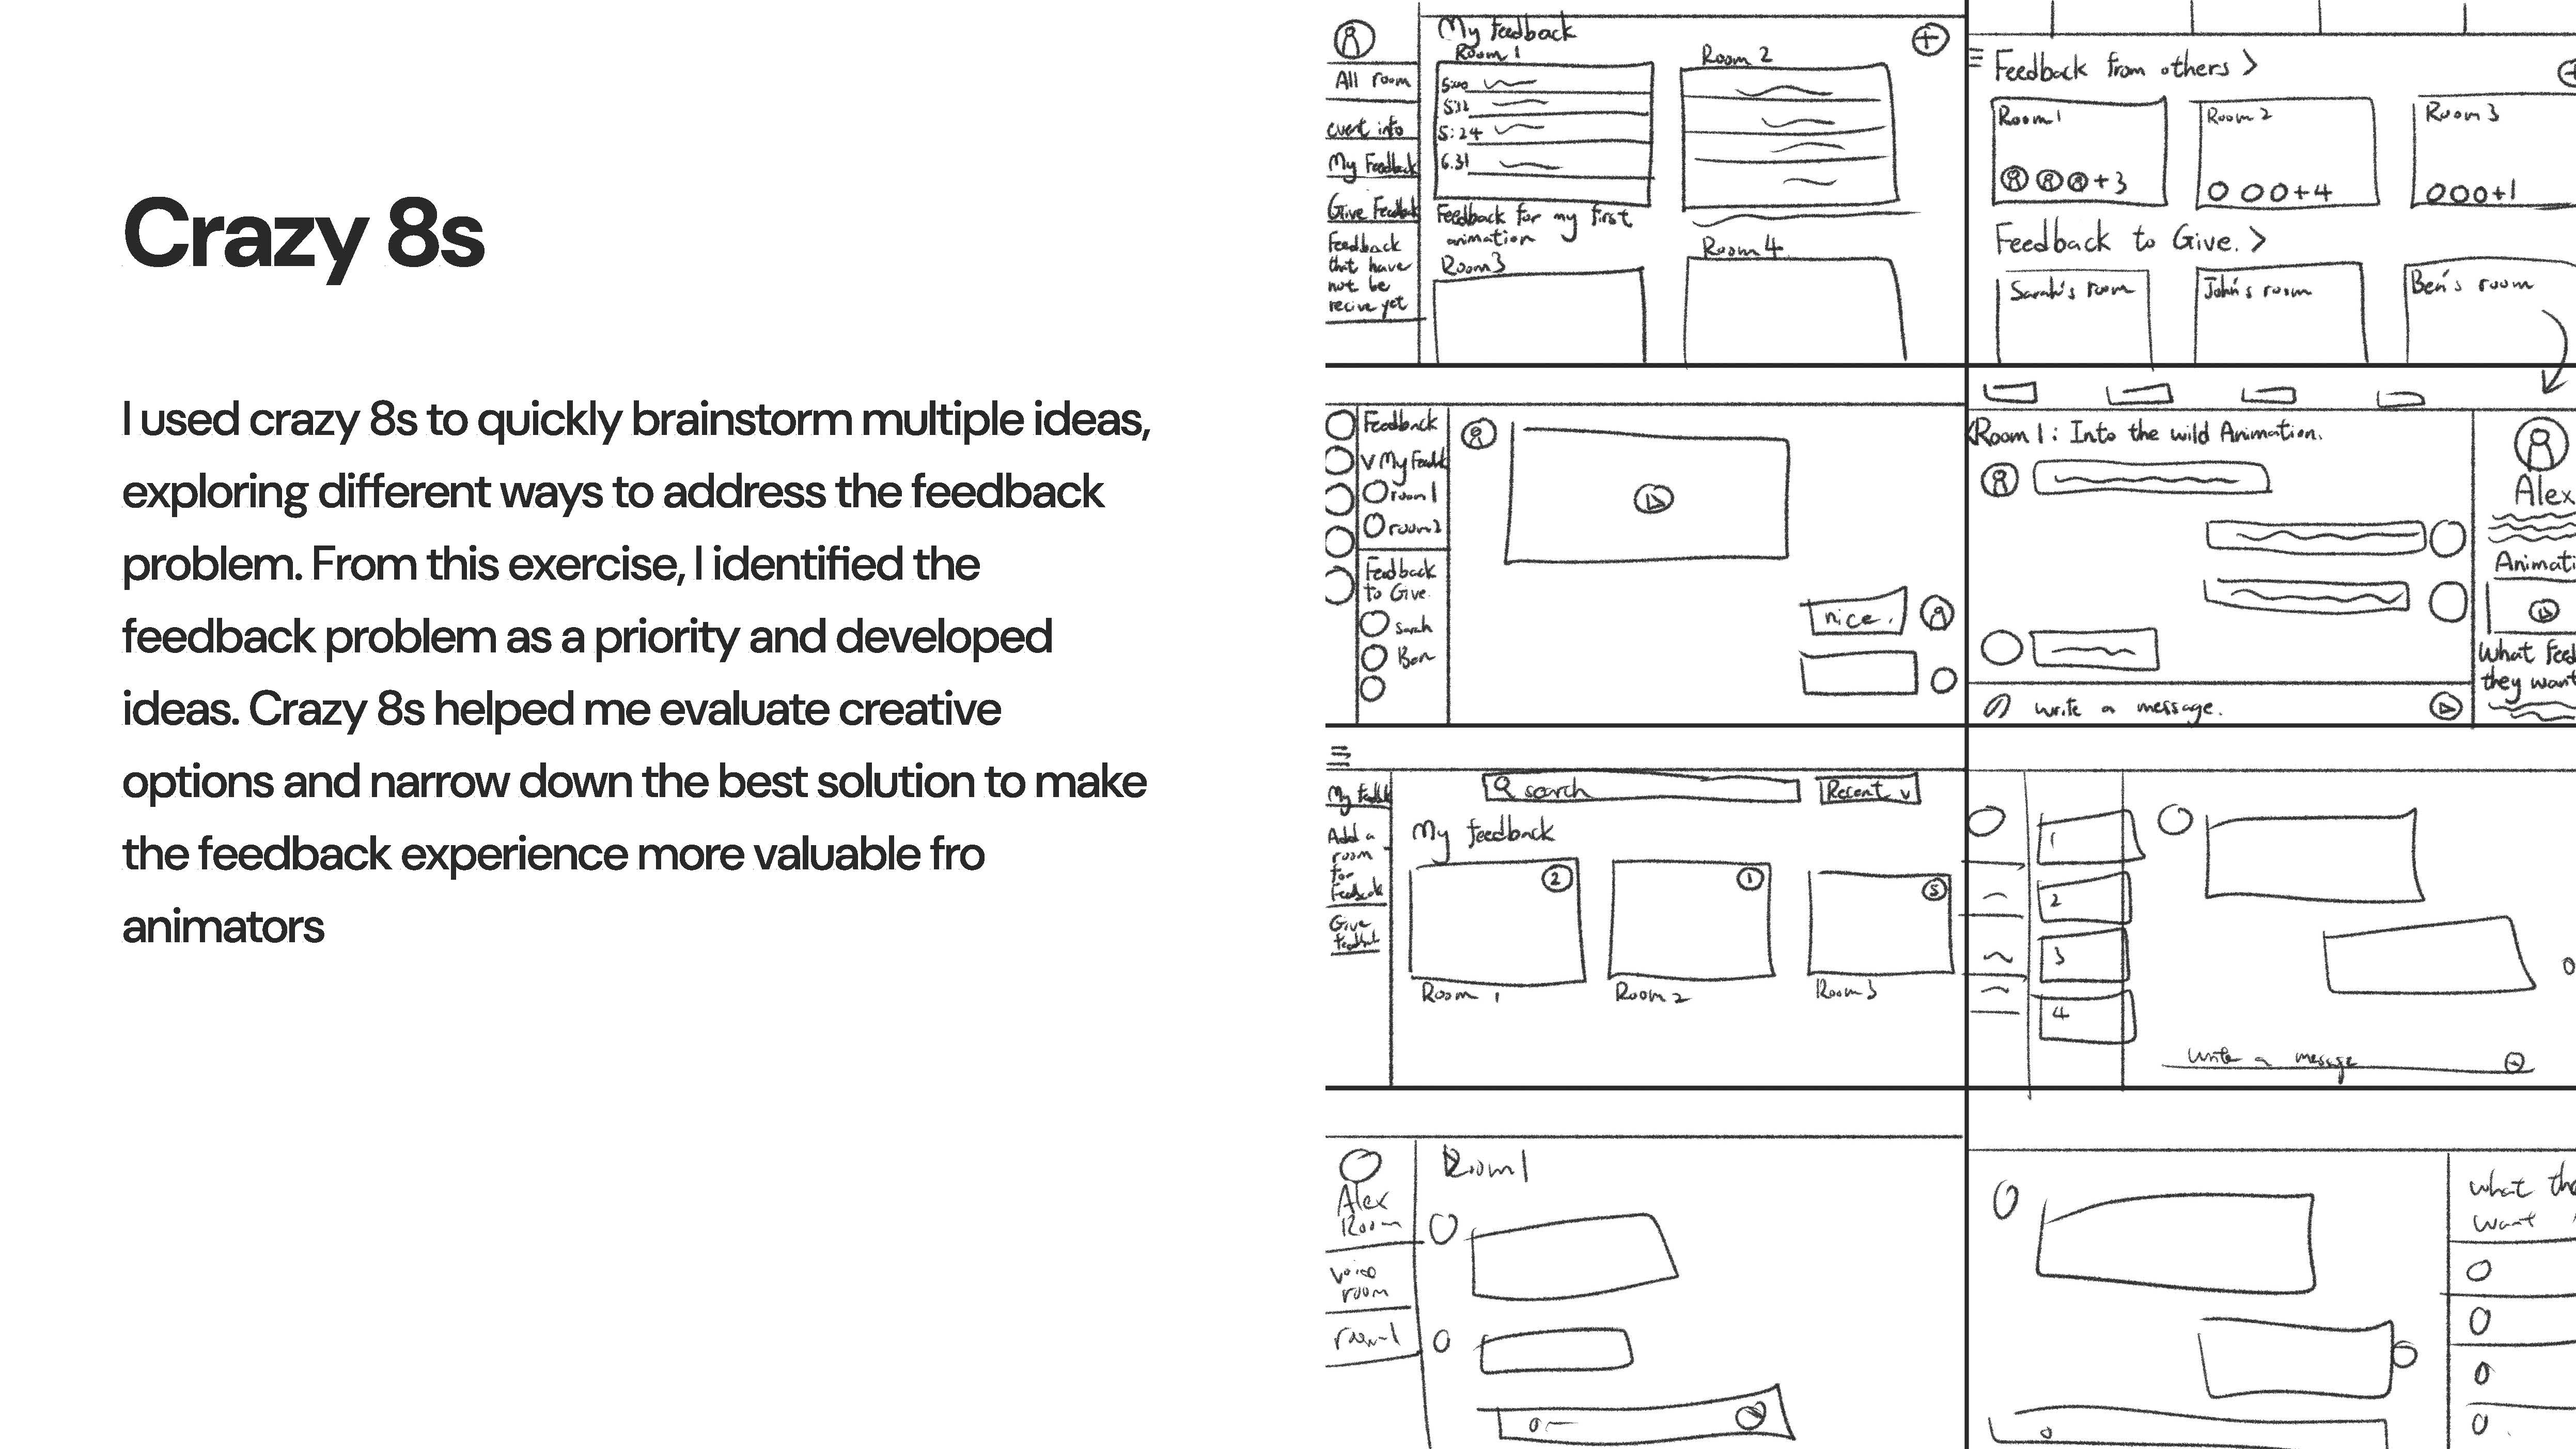 Crazy 8s
I used crazy 8s to quickly brainstorm multiple ideas,
exploring different ways to address the feedback
problem. From this exercise, I identified the
feedback problem as a priority and developed
ideas. Crazy 8s helped me evaluate creative
options and narrow down the best solution to make
the feedback experience more valuable fro
animators
All room
event info
My Feedback
Give Feedback
Feedback
that have
not be
recive yet
My feedback
Room 1
5:00
5:12
5:24
6:31
Feedback for my first
animation
Room 2
Room 3
Room 4
Feedback from others >
Room 1
+3
Room 2
+4
Room 3
+1
Feedback to Give. >
Sarah's room
John's room
Ben's room
Feedback
V My Feedbk
room 1
room 2
Feedback
to Give.
Sarah
Ben
nice.
Room 1: Into the wild Animation.
write a message.
Alex
Animati
What Feed
they want
My feedbk
Add a
room
for
Feedback
Give
feedbak
search
Recent v
My feedback
2
1
5
Room 1
Room 2
Room 3
1
2
3
4
write a message
Alex
Room
voice
room
room 1
Room 1
what the
want